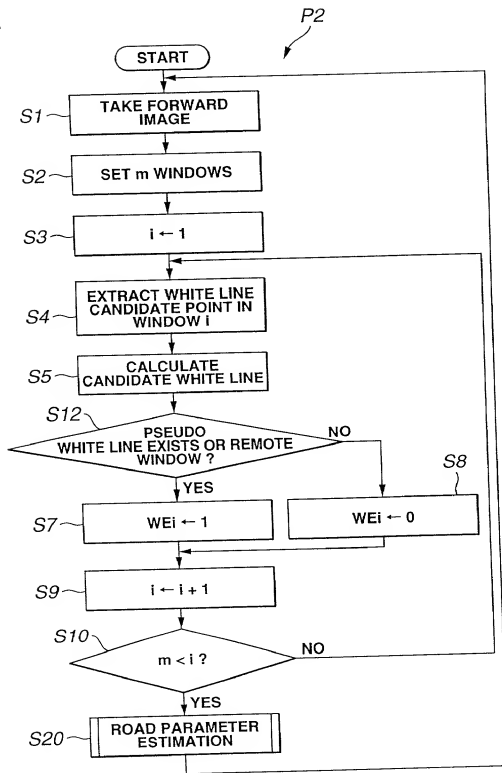 P2
START
S1
TAKE FORWARD
IMAGE
S2
SET m WINDOWS
S3
i ← 1
S4
EXTRACT WHITE LINE
CANDIDATE POINT IN
WINDOW i
S5
CALCULATE
CANDIDATE WHITE LINE
S12
PSEUDO
WHITE LINE EXISTS OR REMOTE
WINDOW ?
NO
YES
S8
S7
WEi ← 1
WEi ← 0
S9
i ← i + 1
S10
m < i ?
NO
YES
S20
ROAD PARAMETER
ESTIMATION